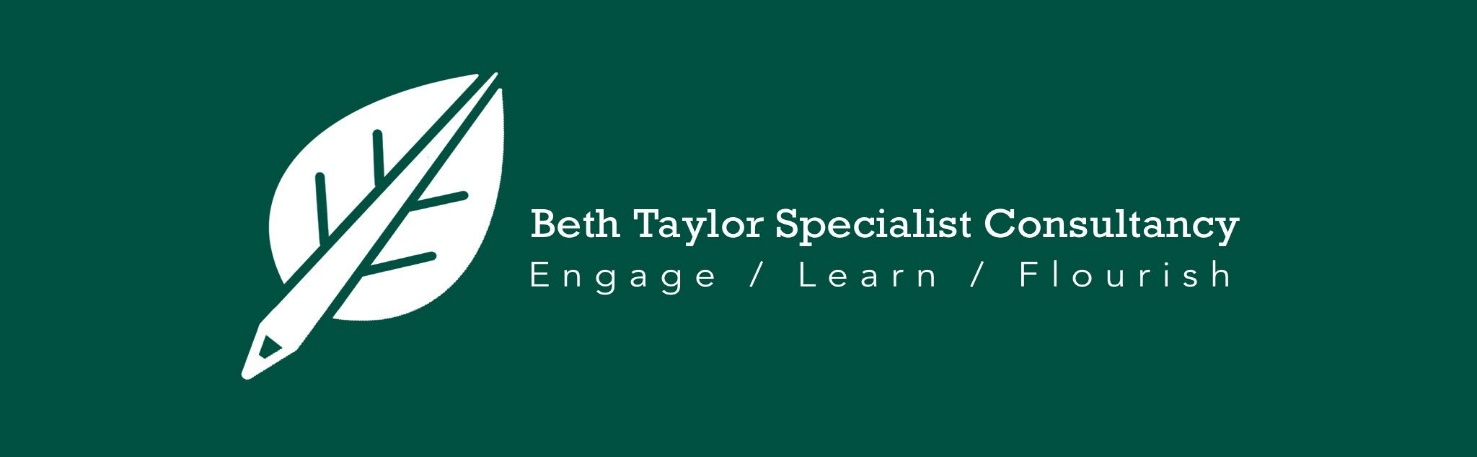 Beth Taylor Specialist Consultancy
Engage / Learn / Flourish